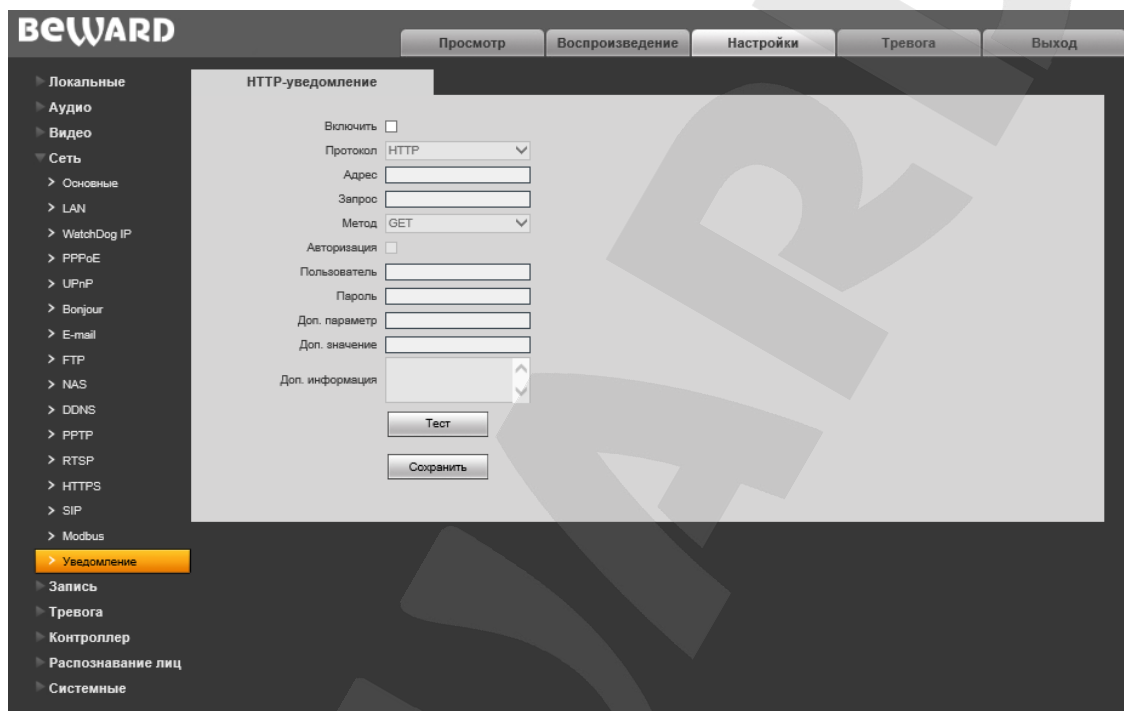 BEWARD
Просмотр
Воспроизведение
Настройки
Тревога
Выход
Локальные
Аудио
Видео
Сеть
Основные
LAN
WatchDog IP
PPPoE
UPnP
Bonjour
E-mail
FTP
NAS
DDNS
PPTP
RTSP
HTTPS
SIP
Modbus
Уведомление
Запись
Тревога
Контроллер
Распознавание лиц
Системные
HTTP-уведомление
Включить
Протокол HTTP
Адрес
Запрос
Метод GET
Авторизация
Пользователь
Пароль
Доп. параметр
Доп. значение
Доп. информация
Тест
Сохранить